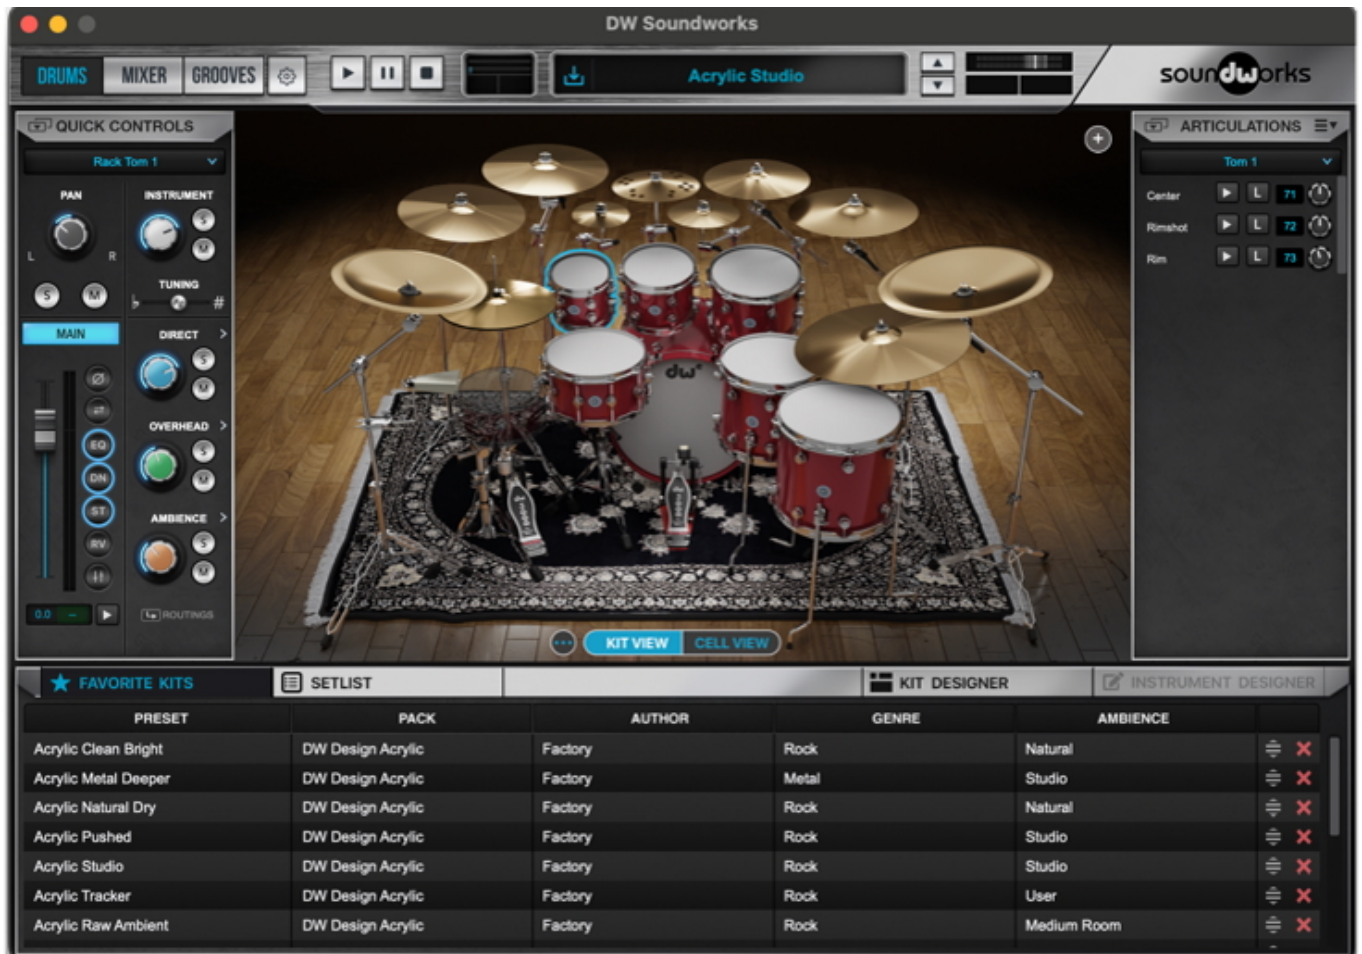 DW Soundworks
DRUMS MIXER GROOVES
Acrylic Studio
soundworks
QUICK CONTROLS
Rack Tom 1
PAN INSTRUMENT
S
M
L R
TUNING
S M
♭ #
MAIN DIRECT >
S
M
OVERHEAD >
EQ S
DN M
ST
AMBIENCE >
RV S
M
0.0 – ROUTINGS
dw
KIT VIEW CELL VIEW
ARTICULATIONS
Tom 1
Center L 71
Rimshot L 72
Rim L 73
FAVORITE KITS SETLIST KIT DESIGNER INSTRUMENT DESIGNER
PRESET PACK AUTHOR GENRE AMBIENCE
Acrylic Clean Bright DW Design Acrylic Factory Rock Natural
Acrylic Metal Deeper DW Design Acrylic Factory Metal Studio
Acrylic Natural Dry DW Design Acrylic Factory Rock Natural
Acrylic Pushed DW Design Acrylic Factory Rock Studio
Acrylic Studio DW Design Acrylic Factory Rock Studio
Acrylic Tracker DW Design Acrylic Factory Rock User
Acrylic Raw Ambient DW Design Acrylic Factory Rock Medium Room